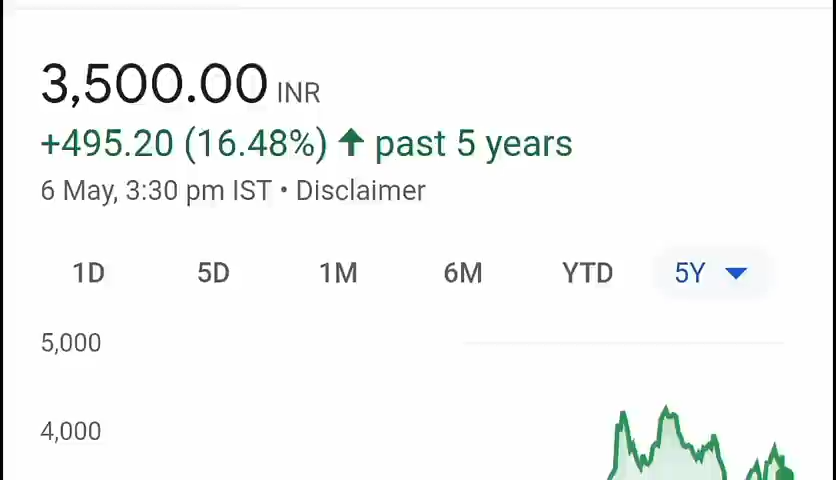 3,500.00 INR
+495.20 (16.48%) ↑ past 5 years
6 May, 3:30 pm IST • Disclaimer
1D 5D 1M 6M YTD 5Y
5,000
4,000